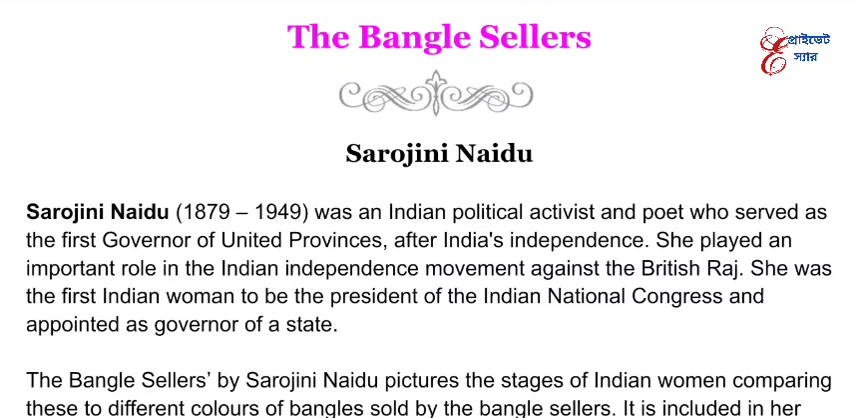 The Bangle Sellers
প্রাইভেট
স্যার
Sarojini Naidu
Sarojini Naidu (1879 – 1949) was an Indian political activist and poet who served as
the first Governor of United Provinces, after India's independence. She played an
important role in the Indian independence movement against the British Raj. She was
the first Indian woman to be the president of the Indian National Congress and
appointed as governor of a state.
The Bangle Sellers’ by Sarojini Naidu pictures the stages of Indian women comparing
these to different colours of bangles sold by the bangle sellers. It is included in her